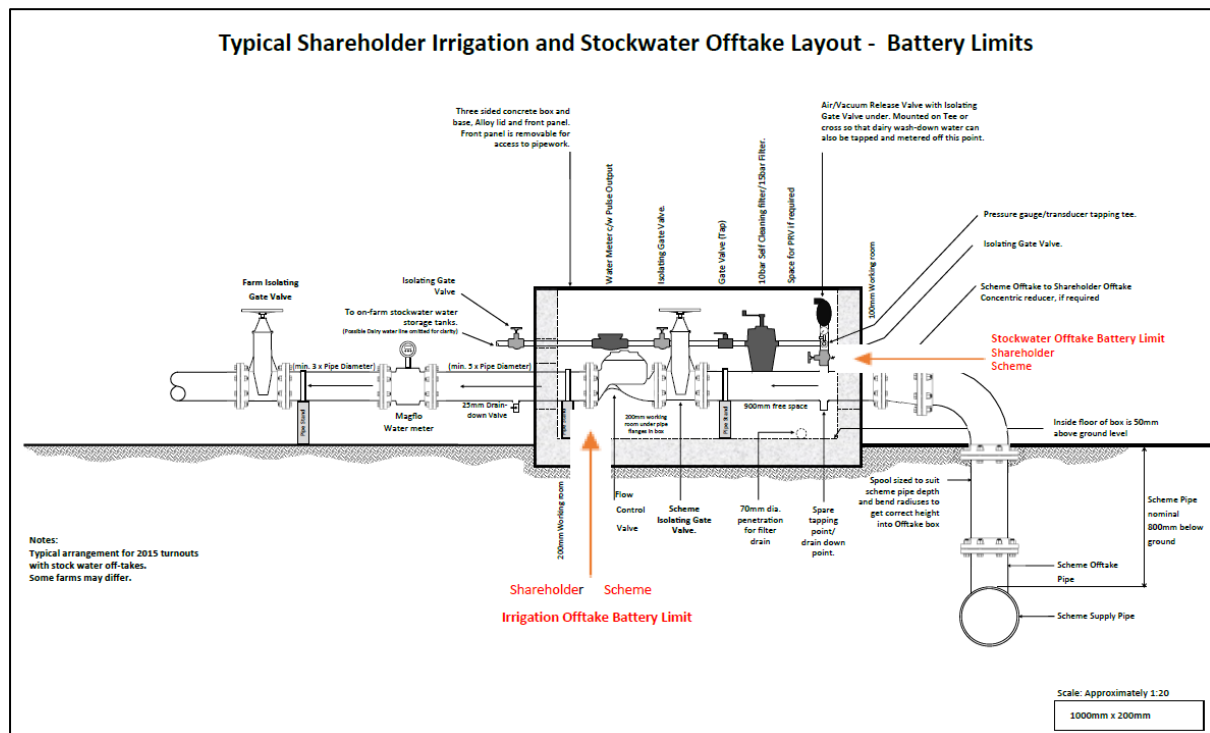 Typical Shareholder Irrigation and Stockwater Offtake Layout - Battery Limits
Three sided concrete box and
base, Alloy lid and front panel.
Front panel is removable for
access to pipework.
Air/Vacuum Release Valve with Isolating
Gate Valve under. Mounted on Tee or
cross so that dairy wash-down water can
also be tapped and metered off this point.
Water Meter c/w Pulse Output
Isolating Gate Valve.
Gate Valve (Tap)
10bar Self Cleaning filter/15bar Filter.
Space for PRV if required
100mm Working room
Pressure gauge/transducer tapping tee.
Isolating Gate Valve.
Scheme Offtake to Shareholder Offtake
Concentric reducer, if required
Stockwater Offtake Battery Limit
Shareholder
Scheme
Farm Isolating
Gate Valve
Isolating Gate
Valve
To on-farm stockwater water
storage tanks.
(Possible Dairy water line omitted for clarity)
(min. 3 x Pipe Diameter)
(min. 5 x Pipe Diameter)
Pipe Stand
Magflo
Water meter
25mm Drain-
down Valve
Pipe Stand
200mm working
room under pipe
flanges in box
Pipe Stand
900mm free space
Inside floor of box is 50mm
above ground level
200mm Working room
Flow
Control
Valve
Scheme
Isolating Gate
Valve.
70mm dia.
penetration
for filter
drain
Spare
tapping
point/
drain down
point.
Spool sized to suit
scheme pipe depth
and bend radiuses to
get correct height
into Offtake box
Scheme Pipe
nominal
800mm below
ground
Scheme Offtake
Pipe
Scheme Supply Pipe
Notes:
Typical arrangement for 2015 turnouts
with stock water off-takes.
Some farms may differ.
Shareholder Scheme
Irrigation Offtake Battery Limit
Scale: Approximately 1:20
1000mm x 200mm